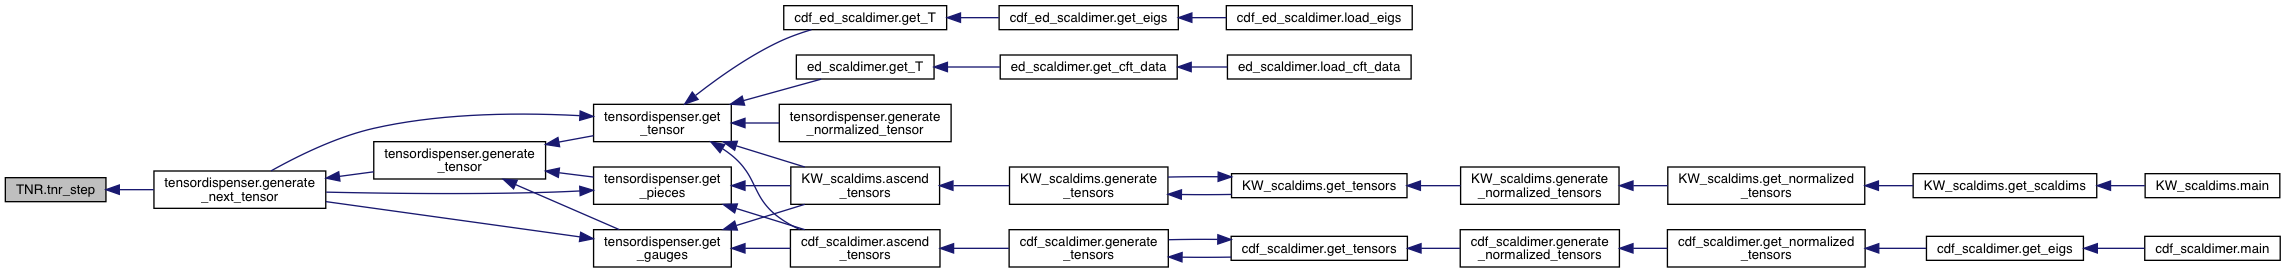 TNR.tnr_step
tensordispenser.generate
_next_tensor
tensordispenser.generate
_tensor
tensordispenser.get
_tensor
tensordispenser.get
_pieces
tensordispenser.get
_gauges
cdf_ed_scaldimer.get_T
cdf_ed_scaldimer.get_eigs
cdf_ed_scaldimer.load_eigs
ed_scaldimer.get_T
ed_scaldimer.get_cft_data
ed_scaldimer.load_cft_data
tensordispenser.generate
_normalized_tensor
KW_scaldims.ascend
_tensors
KW_scaldims.generate
_tensors
KW_scaldims.get_tensors
KW_scaldims.generate
_normalized_tensors
KW_scaldims.get_normalized
_tensors
KW_scaldims.get_scaldims
KW_scaldims.main
cdf_scaldimer.ascend
_tensors
cdf_scaldimer.generate
_tensors
cdf_scaldimer.get_tensors
cdf_scaldimer.generate
_normalized_tensors
cdf_scaldimer.get_normalized
_tensors
cdf_scaldimer.get_eigs
cdf_scaldimer.main